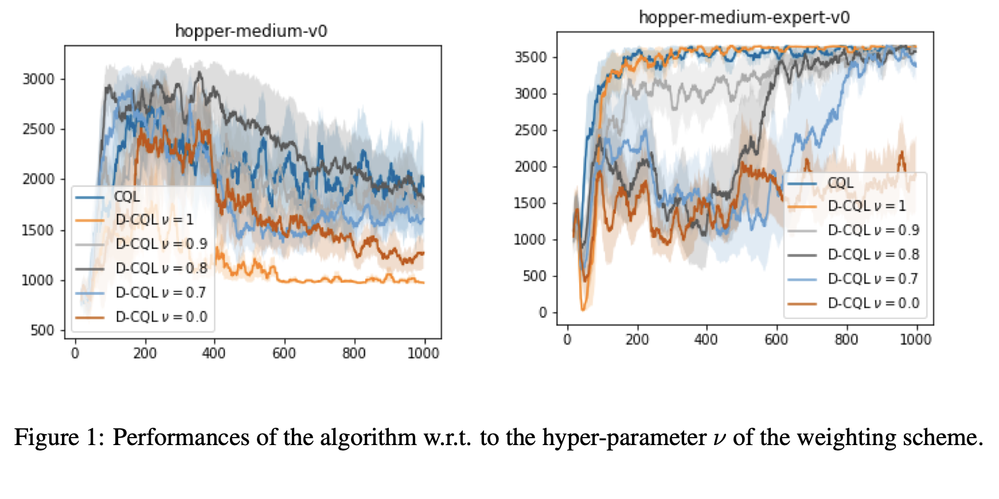 hopper-medium-v0
3000
2500
2000
1500
1000
500
0 200 400 600 800 1000
CQL
D-CQL ν = 1
D-CQL ν = 0.9
D-CQL ν = 0.8
D-CQL ν = 0.7
D-CQL ν = 0.0
hopper-medium-expert-v0
3500
3000
2500
2000
1500
1000
500
0
0 200 400 600 800 1000
CQL
D-CQL ν = 1
D-CQL ν = 0.9
D-CQL ν = 0.8
D-CQL ν = 0.7
D-CQL ν = 0.0
Figure 1: Performances of the algorithm w.r.t. to the hyper-parameter ν of the weighting scheme.